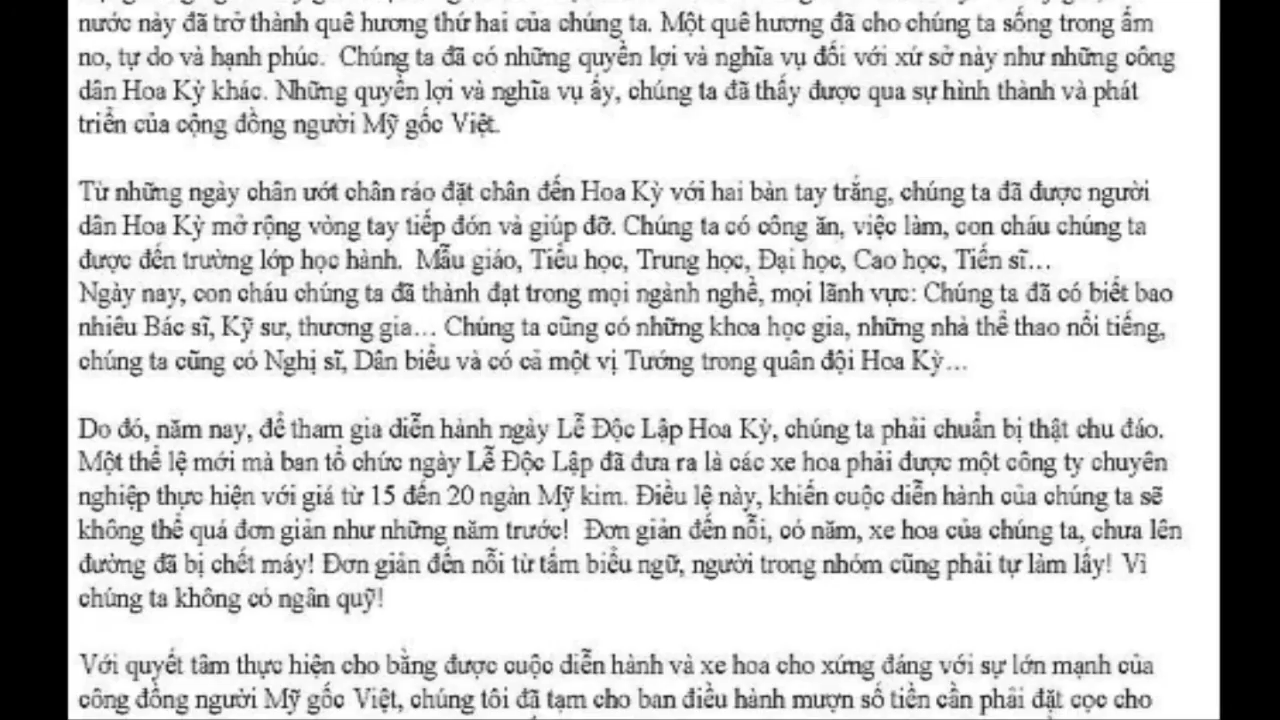 nước này đã trở thành quê hương thứ hai của chúng ta. Một quê hương đã cho chúng ta sống trong ấm
no, tự do và hạnh phúc. Chúng ta đã có những quyền lợi và nghĩa vụ đối với xứ sở này như những công
dân Hoa Kỳ khác. Những quyền lợi và nghĩa vụ ấy, chúng ta đã thấy được qua sự hình thành và phát
triển của cộng đồng người Mỹ gốc Việt.
Từ những ngày chân ướt chân ráo đặt chân đến Hoa Kỳ với hai bàn tay trắng, chúng ta đã được người
dân Hoa Kỳ mở rộng vòng tay tiếp đón và giúp đỡ. Chúng ta có công ăn, việc làm, con cháu chúng ta
được đến trường lớp học hành. Mẫu giáo, Tiểu học, Trung học, Đại học, Cao học, Tiến sĩ...
Ngày nay, con cháu chúng ta đã thành đạt trong mọi ngành nghề, mọi lãnh vực: Chúng ta đã có biết bao
nhiêu Bác sĩ, Kỹ sư, thương gia... Chúng ta cũng có những khoa học gia, những nhà thể thao nổi tiếng,
chúng ta cũng có Nghị sĩ, Dân biểu và có cả một vị Tướng trong quân đội Hoa Kỳ...
Do đó, năm nay, để tham gia diễn hành ngày Lễ Độc Lập Hoa Kỳ, chúng ta phải chuẩn bị thật chu đáo.
Một thể lệ mới mà ban tổ chức ngày Lễ Độc Lập đã đưa ra là các xe hoa phải được một công ty chuyên
nghiệp thực hiện với giá từ 15 đến 20 ngàn Mỹ kim. Điều lệ này, khiến cuộc diễn hành của chúng ta sẽ
không thể quá đơn giản như những năm trước! Đơn giản đến nỗi, có năm, xe hoa của chúng ta, chưa lên
đường đã bị chết máy! Đơn giản đến nỗi từ tấm biểu ngữ, người trong nhóm cũng phải tự làm lấy! Vì
chúng ta không có ngân quỹ!
Với quyết tâm thực hiện cho bằng được cuộc diễn hành và xe hoa cho xứng đáng với sự lớn mạnh của
cộng đồng người Mỹ gốc Việt, chúng tôi đã tạm cho ban điều hành mượn số tiền cần phải đặt cọc cho